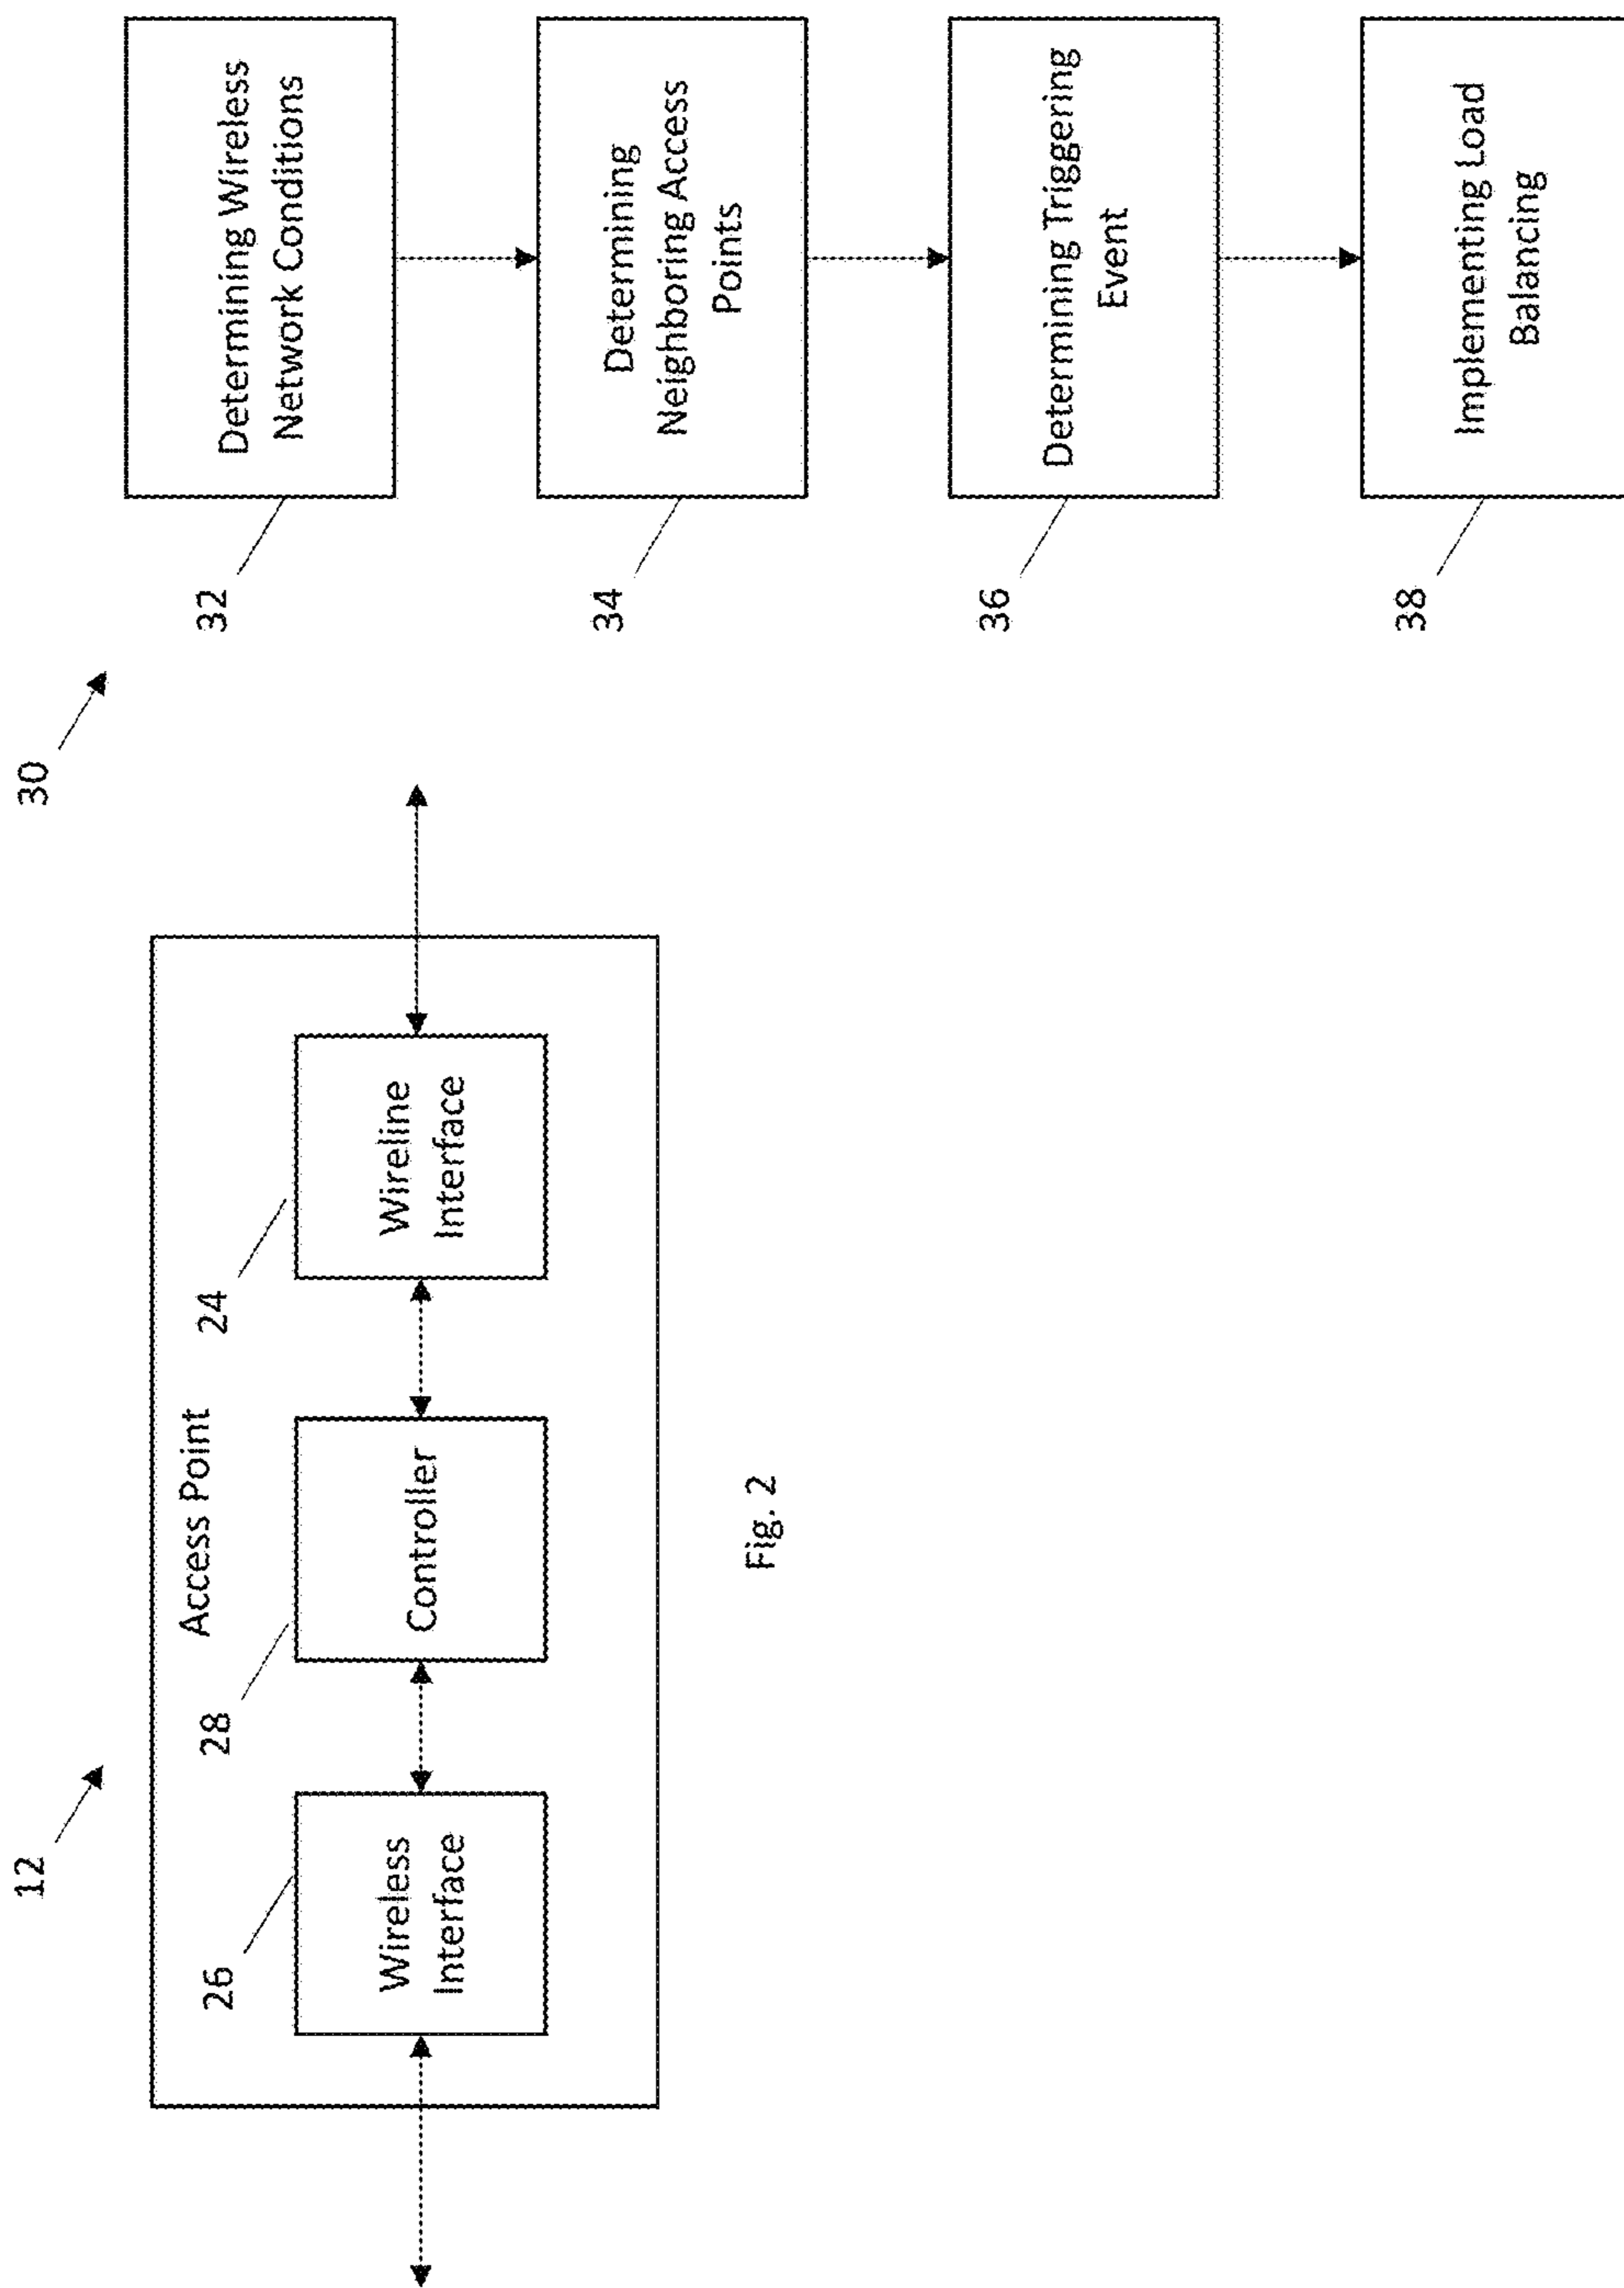 12
Access Point
26
28
24
Wireless
Interface
Controller
Wireline
Interface
Fig. 2
30
32
Determining Wireless
Network Conditions
34
Determining
Neighboring Access
Points
36
Determining Triggering
Event
38
Implementing Load
Balancing